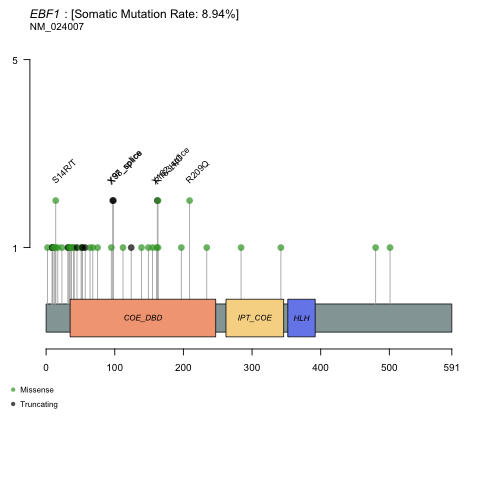 EBF1 : [Somatic Mutation Rate: 8.94%]
NM_024007
5
S14R/T
R209Q
1
COE_DBD
IPT_COE
HLH
0
100
200
300
400
500
591
Missense
Truncating